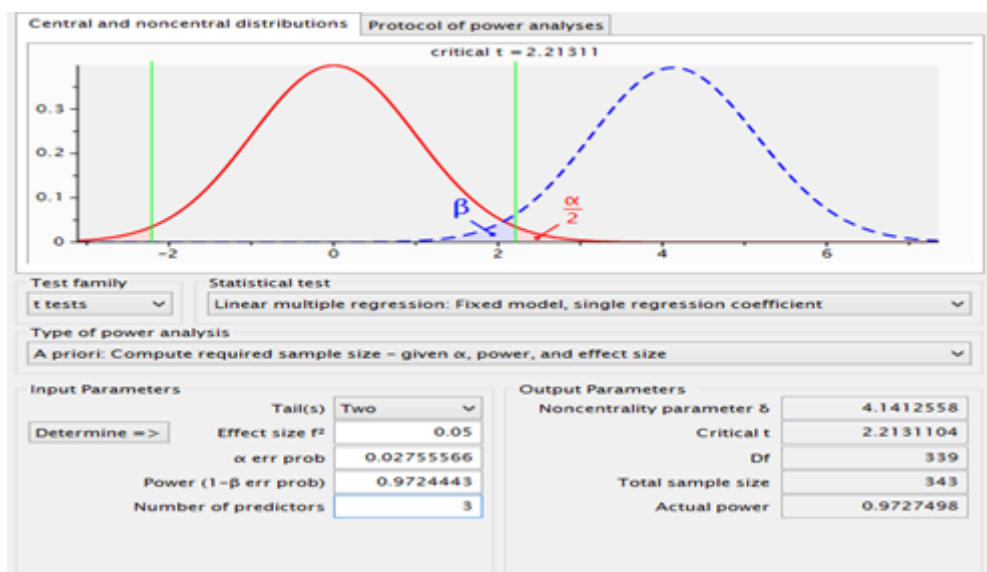 Central and noncentral distributions Protocol of power analyses
critical t = 2.21311
0.3
0.2
0.1
0
β
α
2
-2 0 2 4 6
Test family Statistical test
t tests Linear multiple regression: Fixed model, single regression coefficient
Type of power analysis
A priori: Compute required sample size – given α, power, and effect size
Input Parameters Output Parameters
Tail(s) Two Noncentrality parameter δ 4.1412558
Determine => Effect size f² 0.05 Critical t 2.2131104
α err prob 0.02755566 Df 339
Power (1-β err prob) 0.9724443 Total sample size 343
Number of predictors 3 Actual power 0.9727498